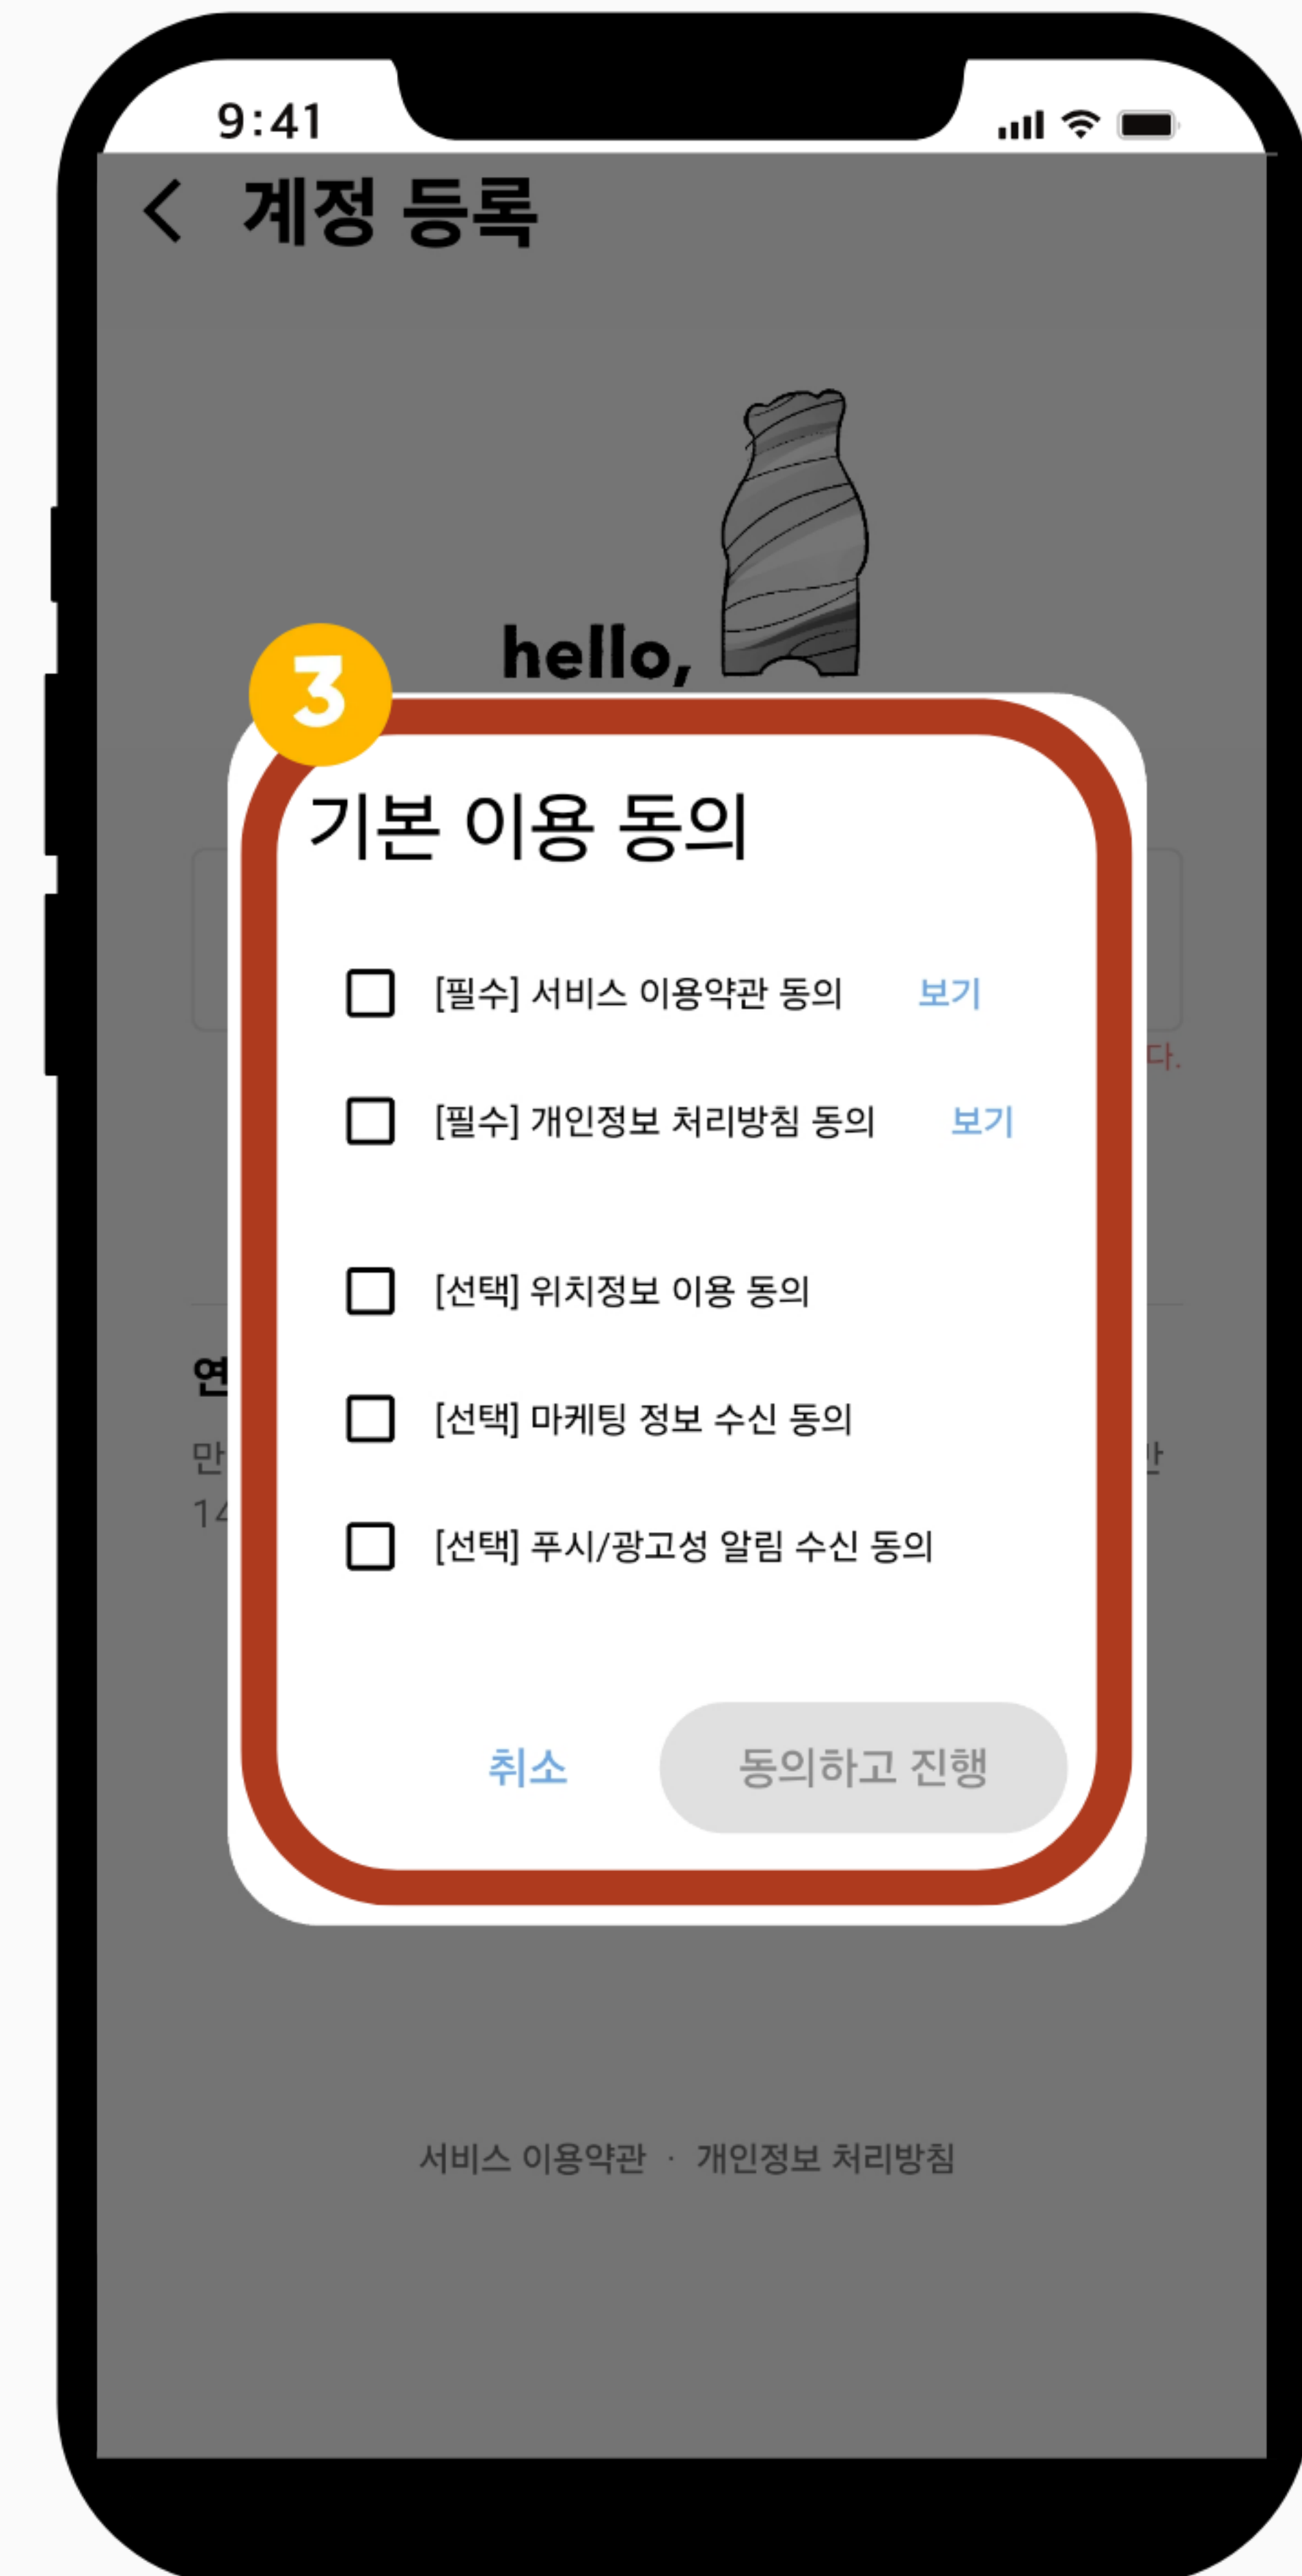 9:41
계정 등록
hello,
3
기본 이용 동의
[필수] 서비스 이용약관 동의 보기
다.
[필수] 개인정보 처리방침 동의 보기
[선택] 위치정보 이용 동의
연
[선택] 마케팅 정보 수신 동의
만
14
[선택] 푸시/광고성 알림 수신 동의
취소 동의하고 진행
서비스 이용약관 · 개인정보 처리방침